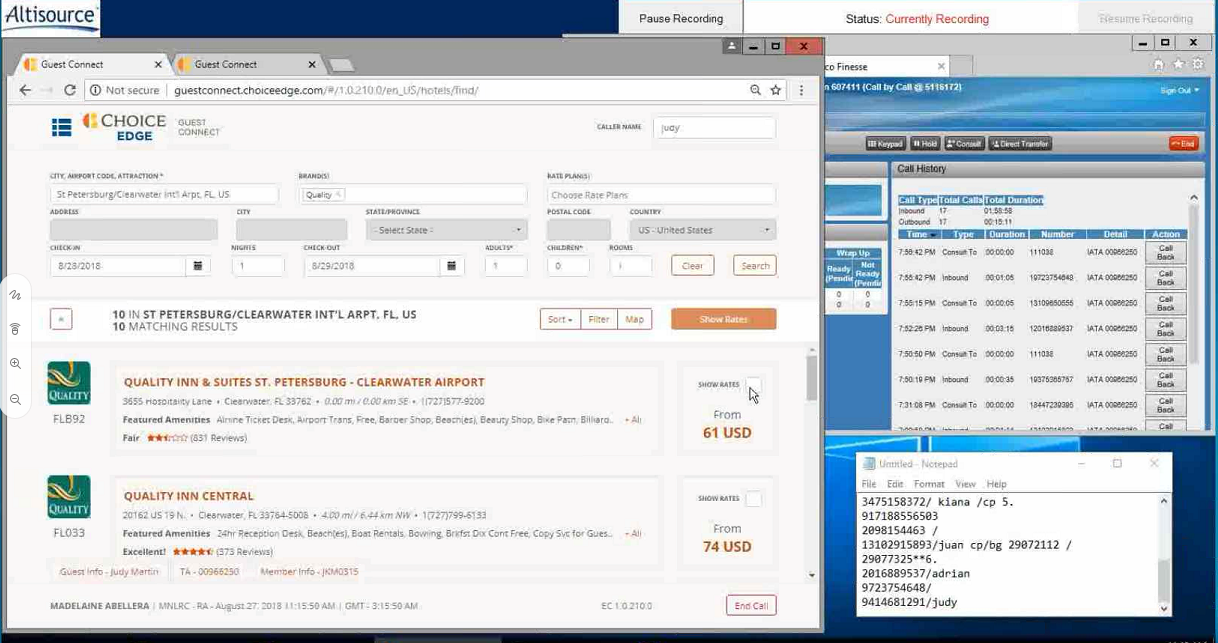 Altisource
Pause Recording
Status: Currently Recording
Resume Recording
Guest Connect
Guest Connect
Not secure | guestconnect.choiceedge.com/#/1.0.210.0/en_US/hotels/find/
CHOICE EDGE GUEST CONNECT
CALLER NAME judy
CITY, AIRPORT CODE, ATTRACTION * BRAND(S) RATE PLAN(S)
St Petersburg/Clearwater Int'l Arpt, FL, US Quality Choose Rate Plans
ADDRESS CITY STATE/PROVINCE POSTAL CODE COUNTRY
- Select State - US - United States
CHECK-IN NIGHTS CHECK-OUT ADULTS* CHILDREN* ROOMS
8/28/2018 1 8/29/2018 1 0 Clear Search
10 IN ST PETERSBURG/CLEARWATER INT'L ARPT, FL, US
10 MATCHING RESULTS
Sort Filter Map Show Rates
QUALITY
FLB92
QUALITY INN & SUITES ST. PETERSBURG - CLEARWATER AIRPORT
3655 Hospitality Lane • Clearwater, FL 33762 • 0.00 mi / 0.00 km SE • 1(727)577-9200
Featured Amenities Airline Ticket Desk, Airport Trans, Free, Barber Shop, Beach(es), Beauty Shop, Bike Path, Billiard.. + All
Fair (831 Reviews)
SHOW RATES
From
61 USD
QUALITY
FL033
QUALITY INN CENTRAL
20162 US 19 N. • Clearwater, FL 33764-5008 • 4.00 mi / 6.44 km NW • 1(727)799-6133
Featured Amenities 24hr Reception Desk, Beach(es), Boat Rentals, Bowling, Brkfst Dix Cont Free, Copy Svc for Gues.. + All
Excellent! (573 Reviews)
SHOW RATES
From
74 USD
Guest Info - Judy Martin TA - 00966250 Member Info - JKM0315
MADELAINE ABELLERA | MNLRC - RA - August 27, 2018 11:15:50 AM | GMT - 3:15:50 AM EC 1.0.210.0 End Call
co Finesse
n 607411 (Call by Call @ 5116172) Sign Out
Keypad Hold Consult Direct Transfer End
Call History
Call Type Total Calls Total Duration
Inbound 17 01:58:58
Outbound 17 00:15:11
Time Type Duration Number Detail Action
7:56:42 PM Consult To 00:00:00 111038 IATA 00966250 Call Back
7:55:42 PM Inbound 00:01:05 19723754648 IATA 00966250 Call Back
7:55:15 PM Consult To 00:00:05 13109650656 IATA 00966250 Call Back
7:52:26 PM Inbound 00:03:16 12016889537 IATA 00966250 Call Back
7:50:50 PM Consult To 00:00:00 111038 IATA 00966250 Call Back
7:50:19 PM Inbound 00:00:35 19375365767 IATA 00966250 Call Back
7:31:08 PM Consult To 00:00:00 18447239395 IATA 00966250 Call Back
Wrap Up
Ready (Pendin Not Ready (Pendin
0 0
0 0
Untitled - Notepad
File Edit Format View Help
3475158372/ kiana /cp 5.
917188556503
2098154463 /
13102915893/juan cp/bg 29072112 /
29077325**6.
2016889537/adrian
9723754648/
9414681291/judy